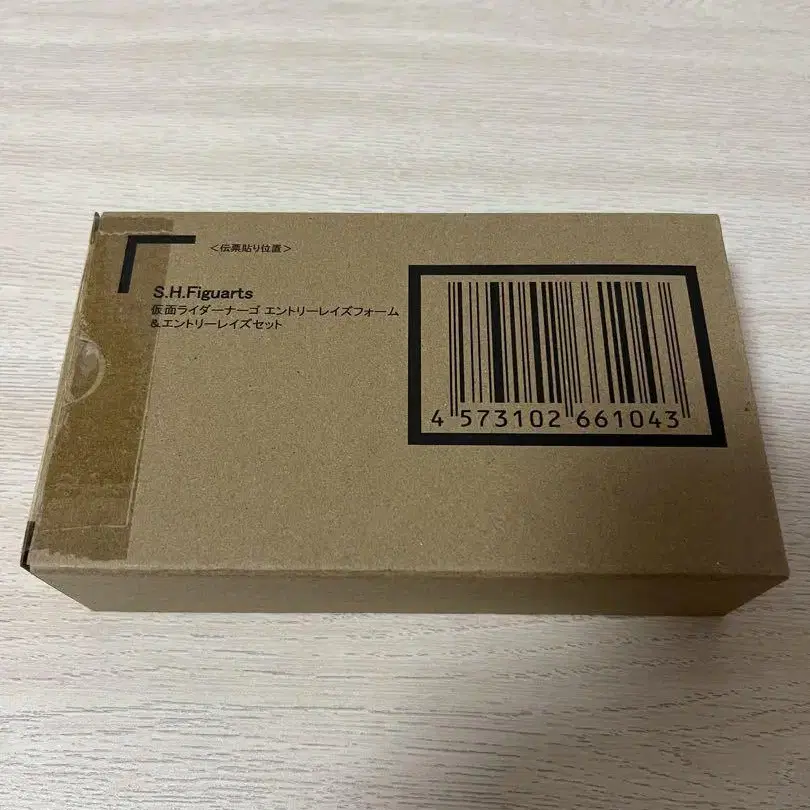 ＜伝票貼り位置＞
S.H.Figuarts
仮面ライダーナーゴ エントリーレイズフォーム
&エントリーレイズセット
4 573102 661043